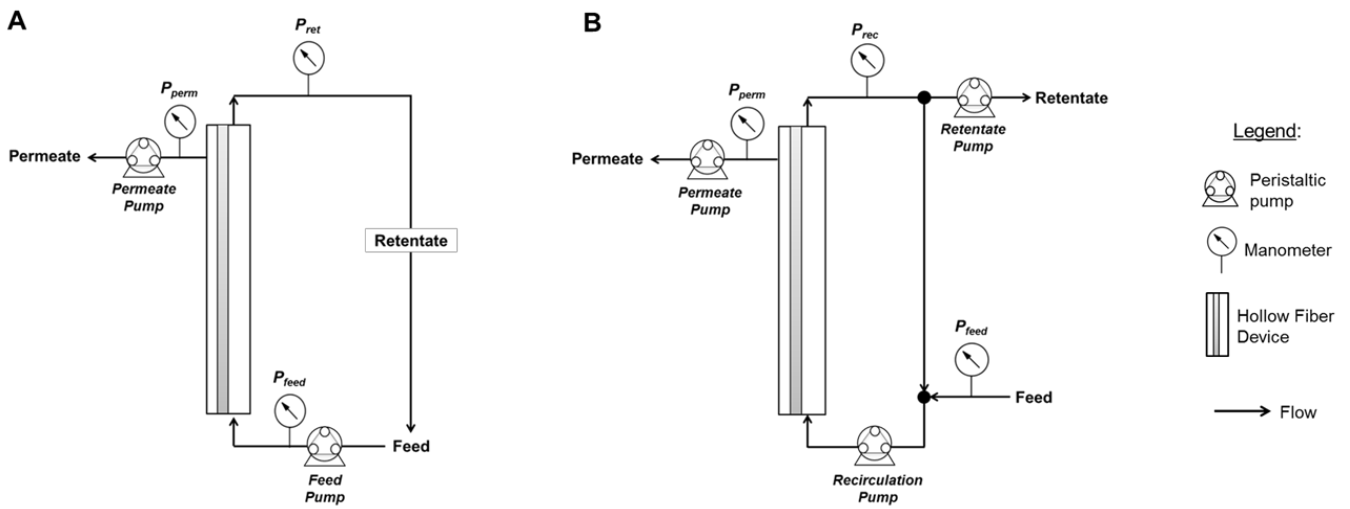 A
P_ret
P_perm
Permeate
Permeate
Pump
Retentate
P_feed
Feed
Feed
Pump
B
P_rec
P_perm
Retentate
Retentate
Pump
Permeate
Permeate
Pump
P_feed
Feed
Recirculation
Pump
Legend:
Peristaltic
pump
Manometer
Hollow Fiber
Device
Flow